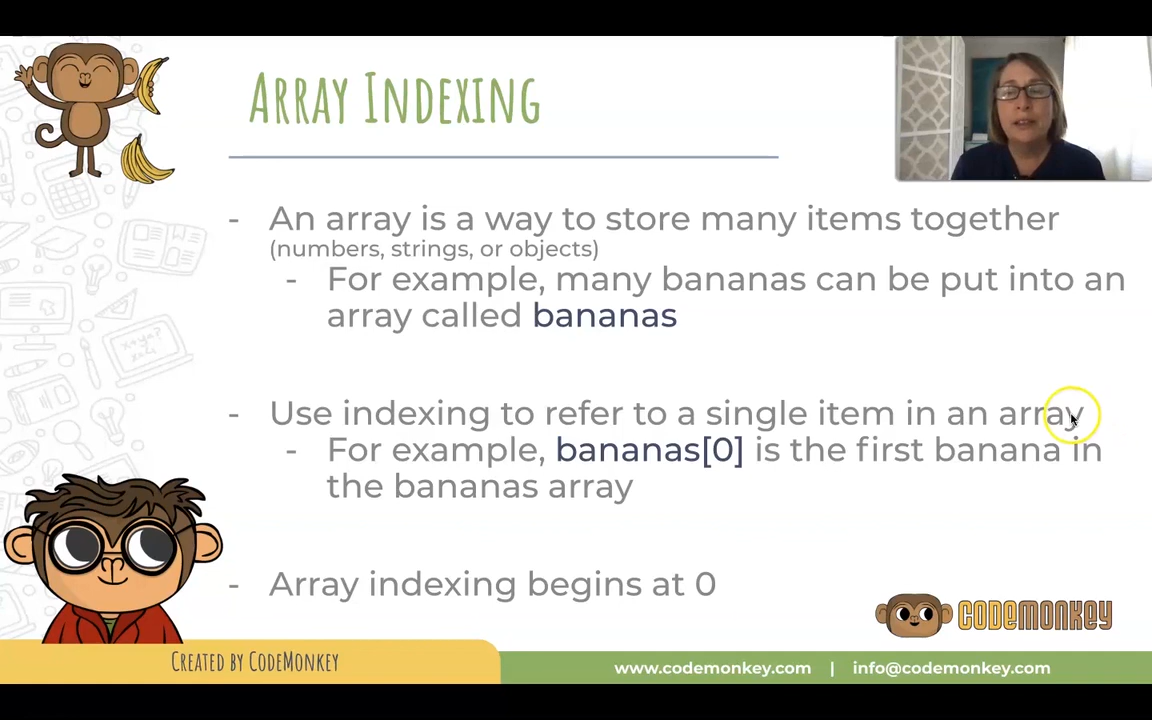 ARRAY INDEXING
- An array is a way to store many items together
(numbers, strings, or objects)
- For example, many bananas can be put into an
array called bananas
- Use indexing to refer to a single item in an array
- For example, bananas[0] is the first banana in
the bananas array
- Array indexing begins at 0
CODEMONKEY
CREATED BY CODEMONKEY
www.codemonkey.com | info@codemonkey.com